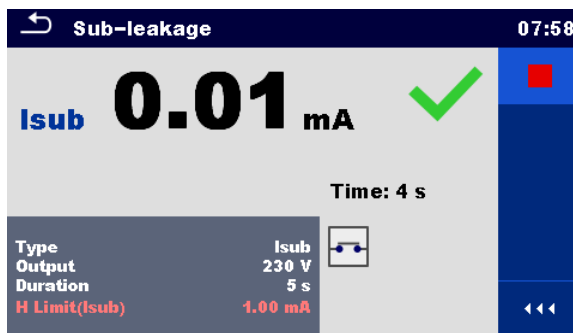 Sub-leakage 07:58
Isub 0.01 mA
Time: 4 s
Type Isub
Output 230 V
Duration 5 s
H Limit(Isub) 1.00 mA